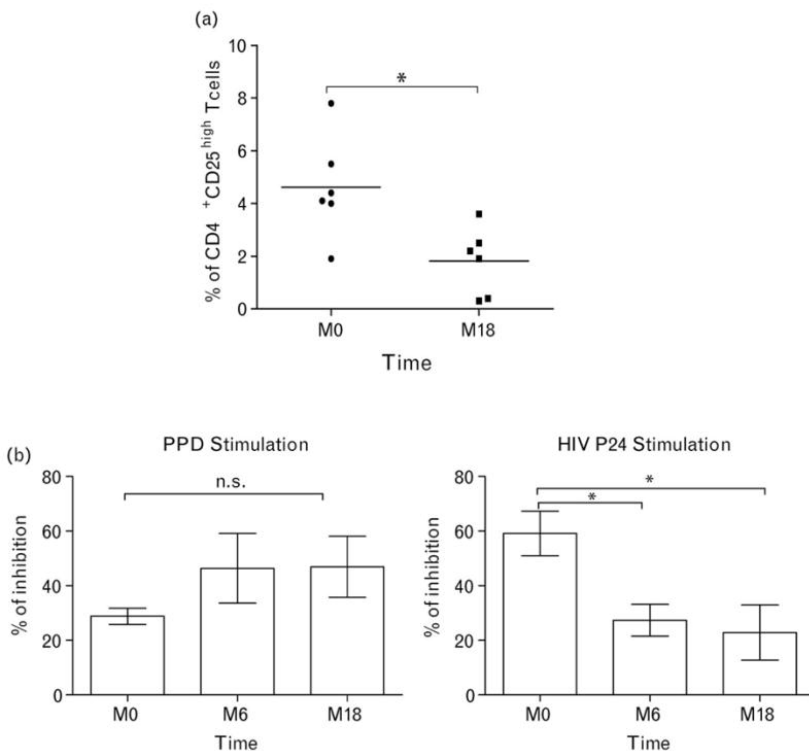 (a)
10
8
6
4
2
0
% of CD4 +CD25high Tcells
*
M0 M18
Time
(b)
PPD Stimulation
80
60
40
20
0
% of inhibition
n.s.
M0 M6 M18
Time
HIV P24 Stimulation
80
60
40
20
0
% of inhibition
*
*
M0 M6 M18
Time